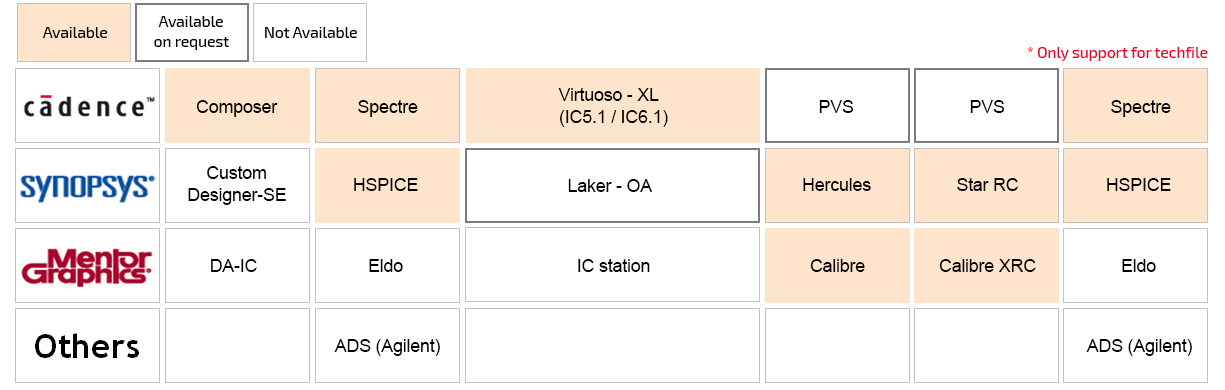 Available
Available
on request
Not Available
* Only support for techfile
cādence™
Composer
Spectre
Virtuoso - XL
(IC5.1 / IC6.1)
PVS
PVS
Spectre
SYNOPSYS®
Custom
Designer-SE
HSPICE
Laker - OA
Hercules
Star RC
HSPICE
Mentor
Graphics®
DA-IC
Eldo
IC station
Calibre
Calibre XRC
Eldo
Others
ADS (Agilent)
ADS (Agilent)